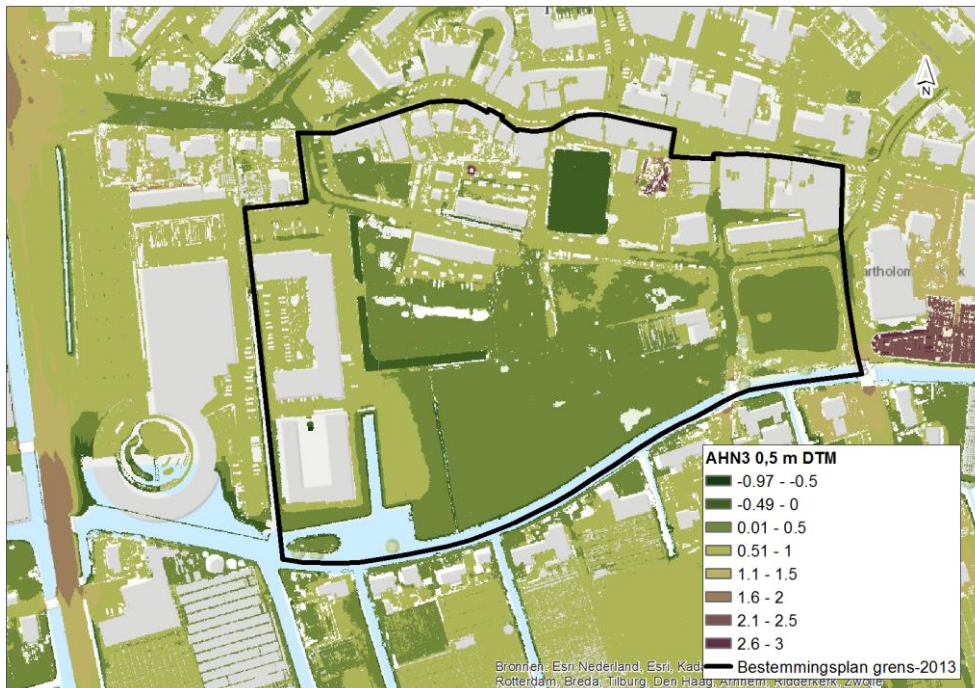 N
AHN3 0,5 m DTM
-0.97 - -0.5
-0.49 - 0
0.01 - 0.5
0.51 - 1
1.1 - 1.5
1.6 - 2
2.1 - 2.5
2.6 - 3
Bestemmingsplan grens-2013
Bronnen: Esri Nederland, Esri, Kada
Rotterdam, Breda, Tilburg, Den Haag, Arnhem, Ridderkerk, Zwolle,